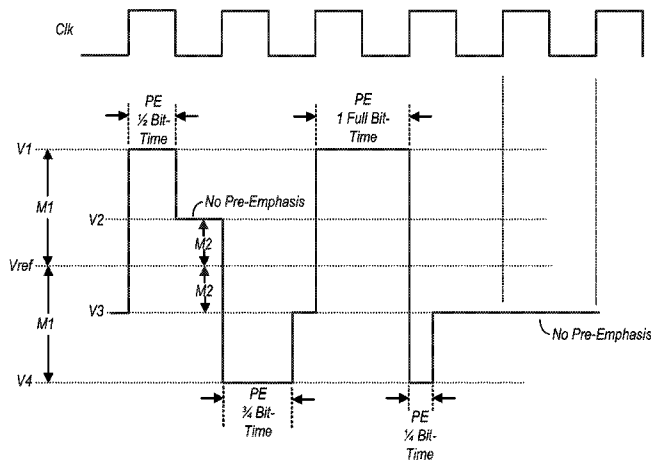 Clk
PE
½ Bit-
Time
PE
1 Full Bit-
Time
V1
M1
No Pre-Emphasis
V2
M2
Vref
M2
V3
M1
No Pre-Emphasis
V4
PE
¾ Bit-
Time
PE
¼ Bit-
Time